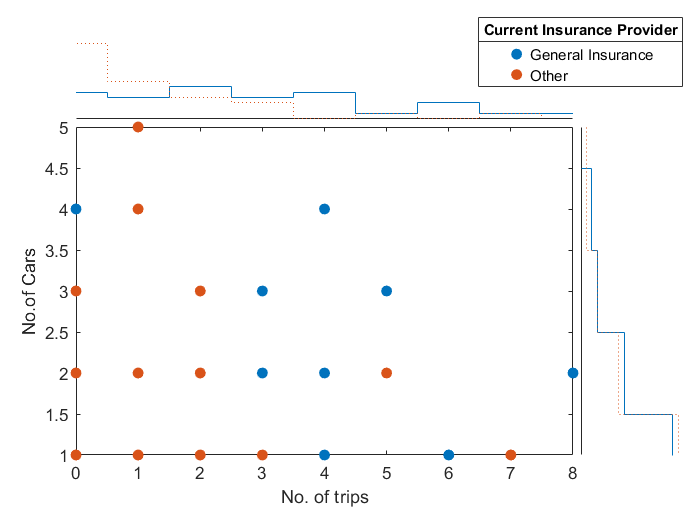 Current Insurance Provider
General Insurance
Other
5
4.5
4
3.5
3
2.5
2
1.5
1
No.of Cars
0 1 2 3 4 5 6 7 8
No. of trips